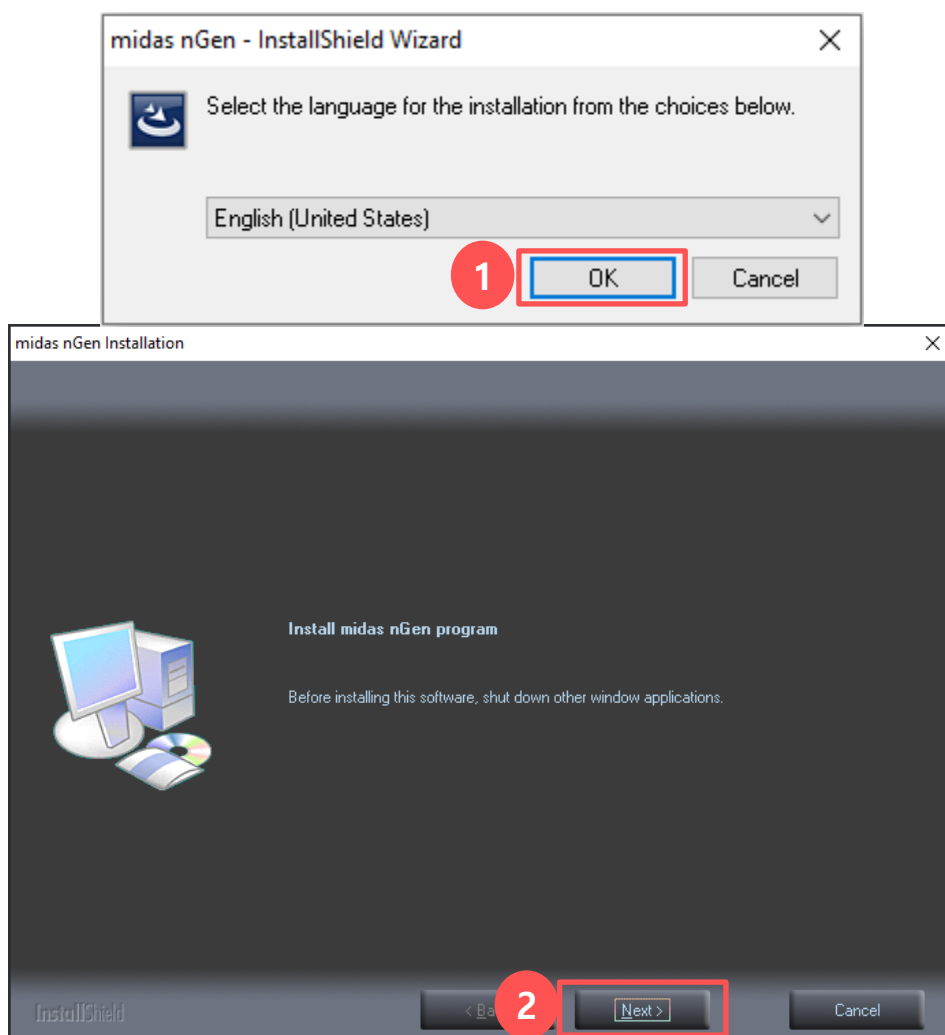 midas nGen - InstallShield Wizard
Select the language for the installation from the choices below.
English (United States)
1
OK
Cancel
midas nGen Installation
Install midas nGen program
Before installing this software, shut down other window applications.
InstallShield
< Ba
2
Next >
Cancel